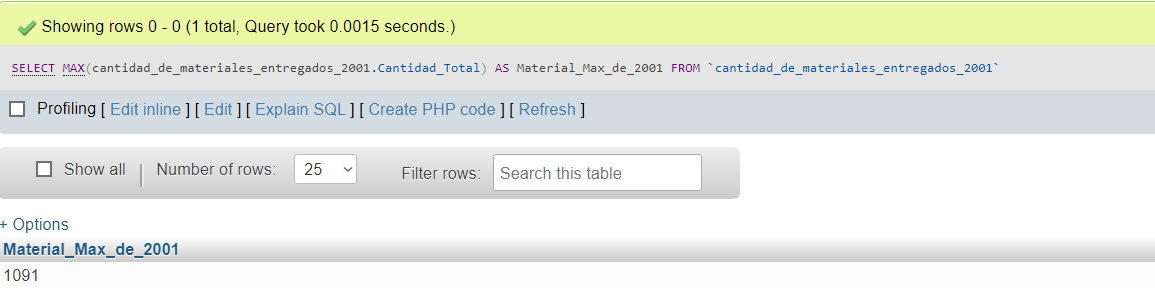 Showing rows 0 - 0 (1 total, Query took 0.0015 seconds.)
SELECT MAX(cantidad_de_materiales_entregados_2001.Cantidad_Total) AS Material_Max_de_2001 FROM `cantidad_de_materiales_entregados_2001`
Profiling [ Edit inline ] [ Edit ] [ Explain SQL ] [ Create PHP code ] [ Refresh ]
Show all | Number of rows: 25 Filter rows: Search this table
+ Options
Material_Max_de_2001
1091